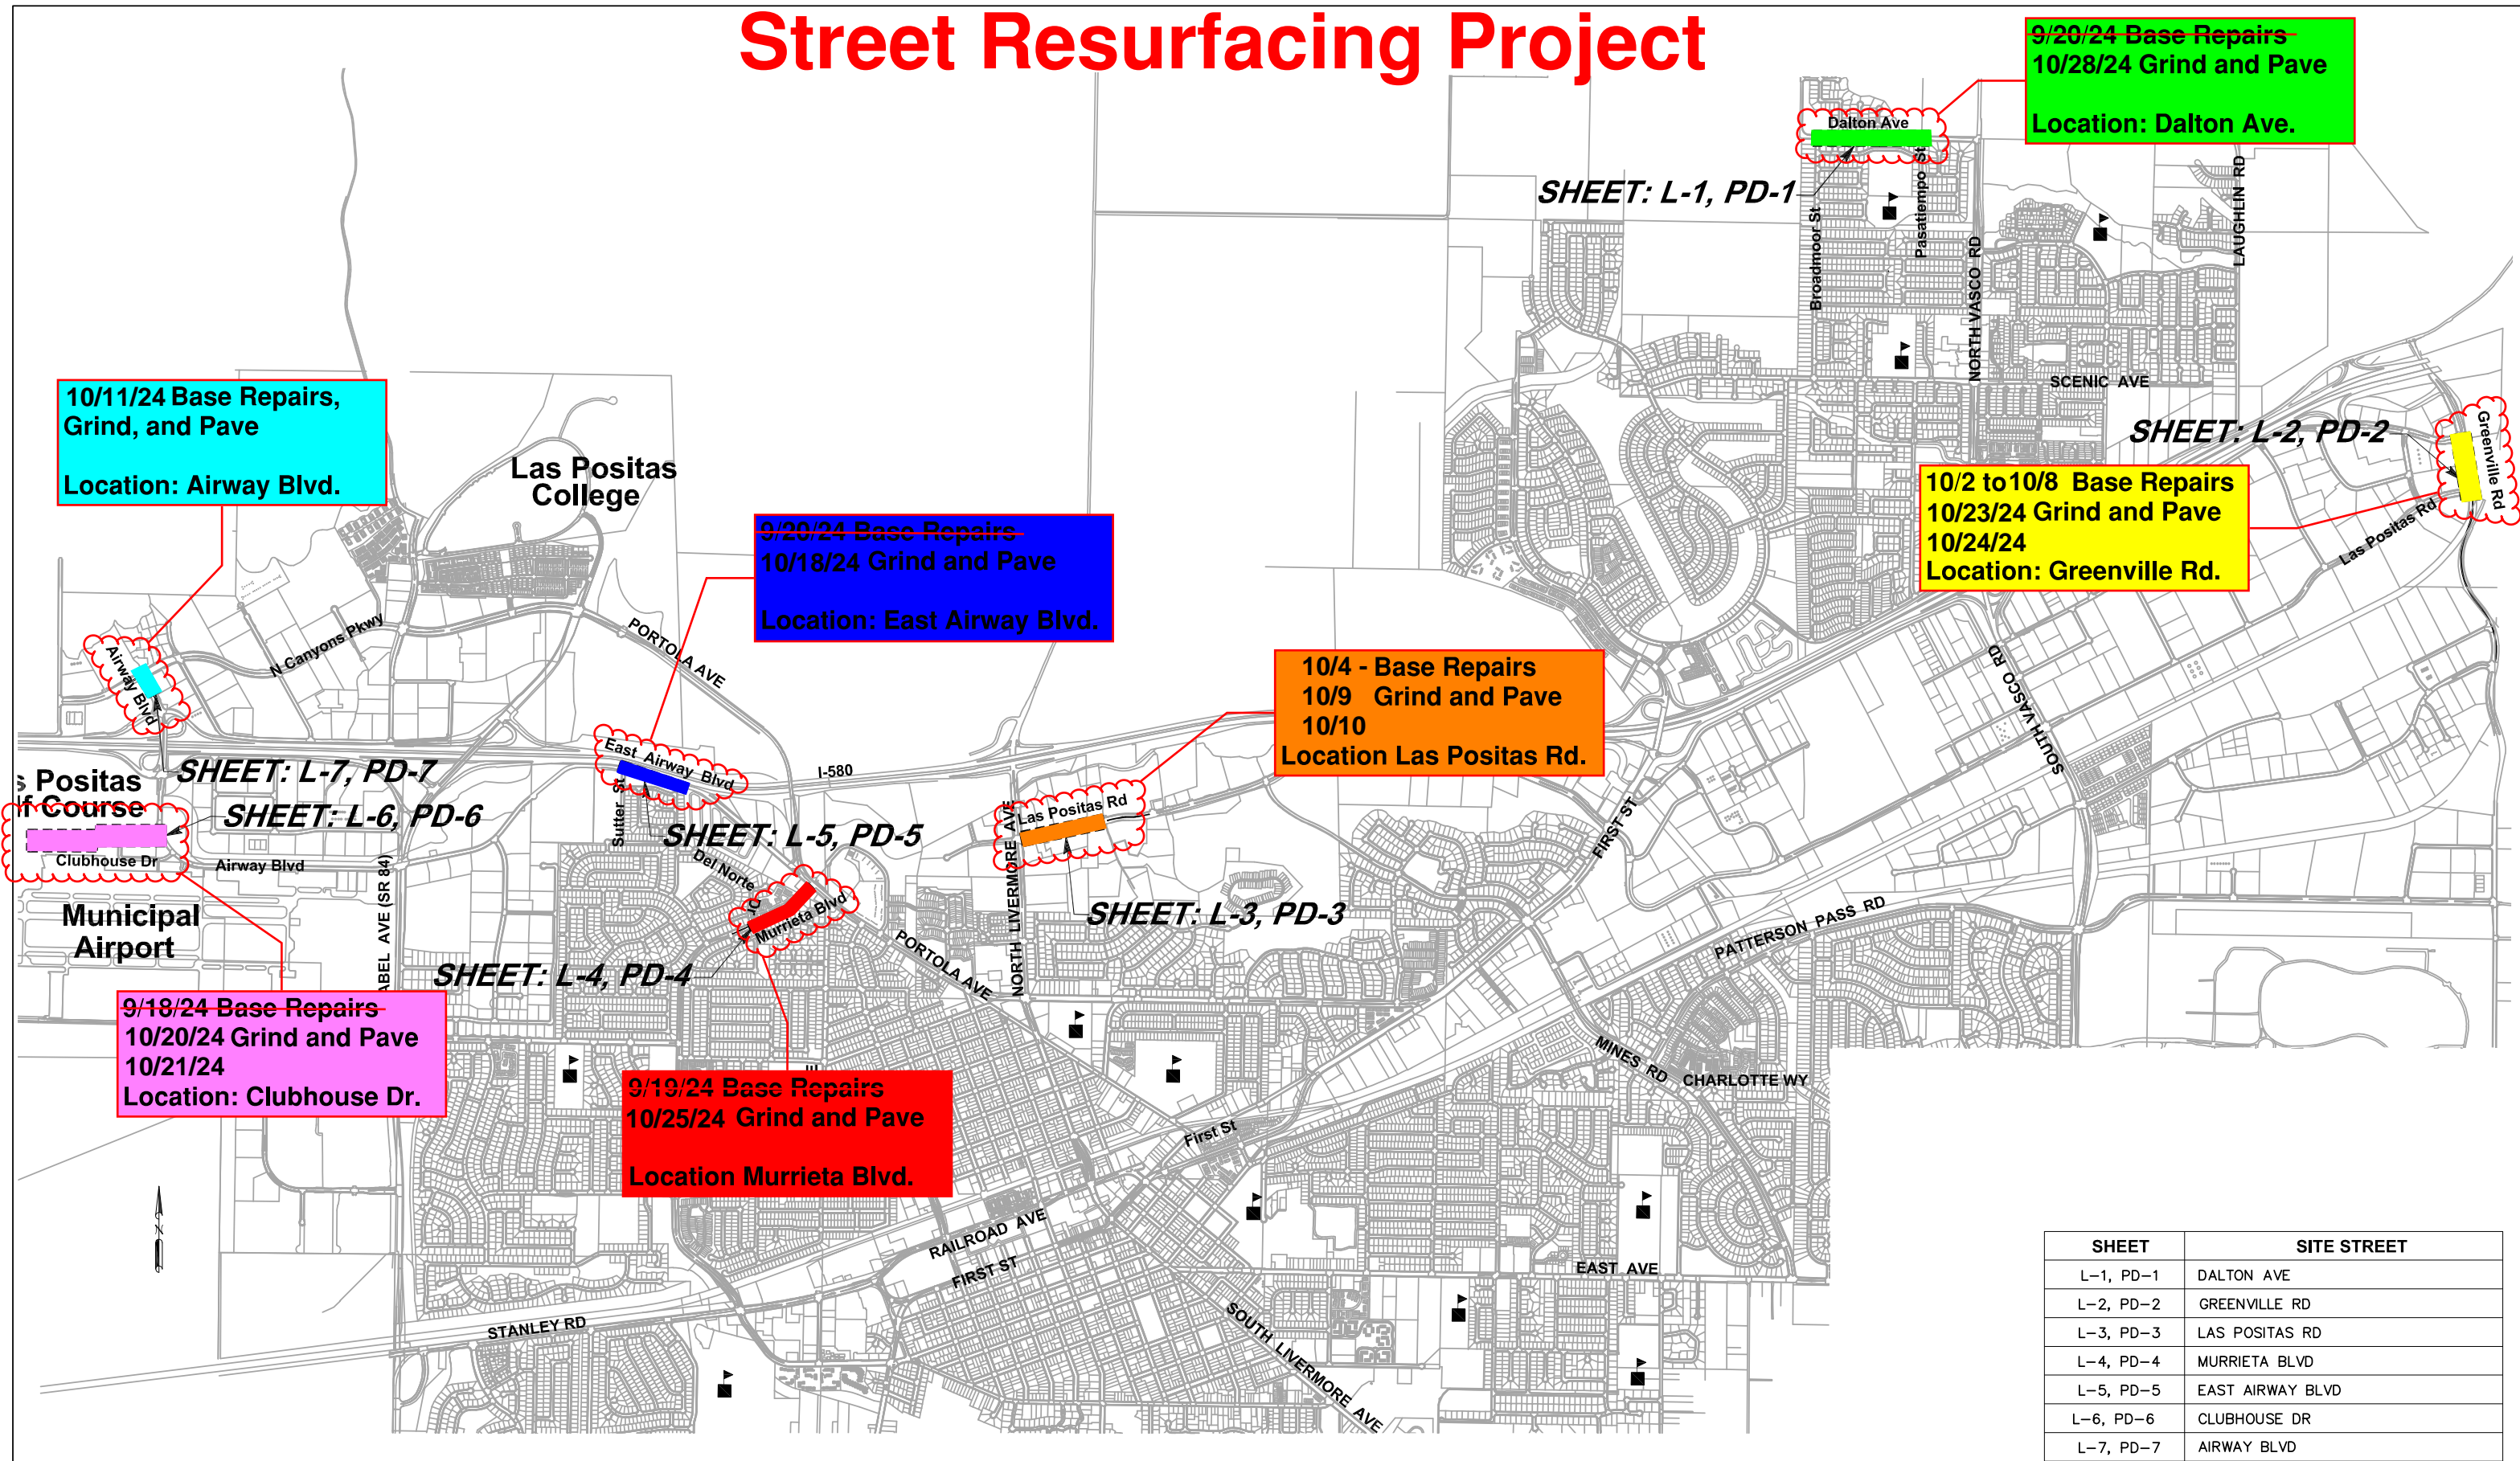 Street Resurfacing Project
9/20/24 Base Repairs
10/28/24 Grind and Pave
Location: Dalton Ave.
Dalton Ave
SHEET: L-1, PD-1
Broadmoor St
Pasatiempo St
NORTH VASCO RD
LAUGHLIN RD
SCENIC AVE
10/11/24 Base Repairs,
Grind, and Pave
Location: Airway Blvd.
Las Positas
College
SHEET: L-2, PD-2
Greenville Rd
10/2 to 10/8 Base Repairs
10/23/24 Grind and Pave
10/24/24
Location: Greenville Rd.
Las Positas Rd
9/20/24 Base Repairs
10/18/24 Grind and Pave
Location: East Airway Blvd.
N Canyons Pkwy
PORTOLA AVE
Airway Blvd
10/4 - Base Repairs
10/9 Grind and Pave
10/10
Location Las Positas Rd.
SOUTH VASCO RD
East Airway Blvd
I-580
s Positas
lf Course
SHEET: L-7, PD-7
SHEET: L-6, PD-6
Sutter St
SHEET: L-5, PD-5
Las Positas Rd
FIRST ST
Clubhouse Dr
Airway Blvd
Del Norte Dr
Murrieta Blvd
NORTH LIVERMORE AVE
SHEET: L-3, PD-3
Municipal
Airport
ABEL AVE (SR 84)
SHEET: L-4, PD-4
PORTOLA AVE
PATTERSON PASS RD
9/18/24 Base Repairs
10/20/24 Grind and Pave
10/21/24
Location: Clubhouse Dr.
9/19/24 Base Repairs
10/25/24 Grind and Pave
Location Murrieta Blvd.
MINES RD
CHARLOTTE WY
First St
N
RAILROAD AVE
FIRST ST
EAST AVE
STANLEY RD
SOUTH LIVERMORE AVE
SHEET SITE STREET
L-1, PD-1 DALTON AVE
L-2, PD-2 GREENVILLE RD
L-3, PD-3 LAS POSITAS RD
L-4, PD-4 MURRIETA BLVD
L-5, PD-5 EAST AIRWAY BLVD
L-6, PD-6 CLUBHOUSE DR
L-7, PD-7 AIRWAY BLVD